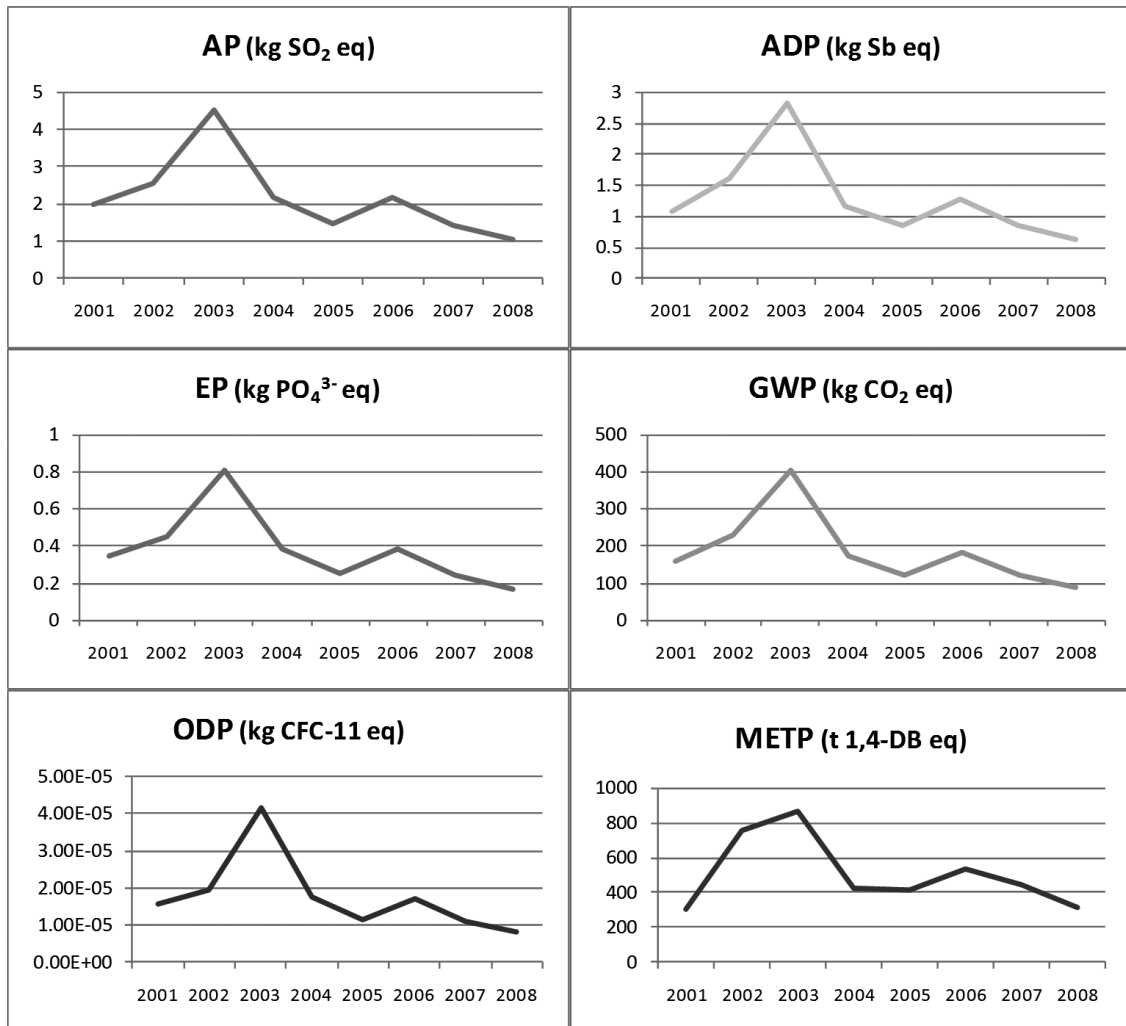 AP (kg SO₂ eq)
5
4
3
2
1
0
2001 2002 2003 2004 2005 2006 2007 2008
ADP (kg Sb eq)
3
2.5
2
1.5
1
0.5
0
2001 2002 2003 2004 2005 2006 2007 2008
EP (kg PO₄³⁻ eq)
1
0.8
0.6
0.4
0.2
0
2001 2002 2003 2004 2005 2006 2007 2008
GWP (kg CO₂ eq)
500
400
300
200
100
0
2001 2002 2003 2004 2005 2006 2007 2008
ODP (kg CFC-11 eq)
5.00E-05
4.00E-05
3.00E-05
2.00E-05
1.00E-05
0.00E+00
2001 2002 2003 2004 2005 2006 2007 2008
METP (t 1,4-DB eq)
1000
800
600
400
200
0
2001 2002 2003 2004 2005 2006 2007 2008